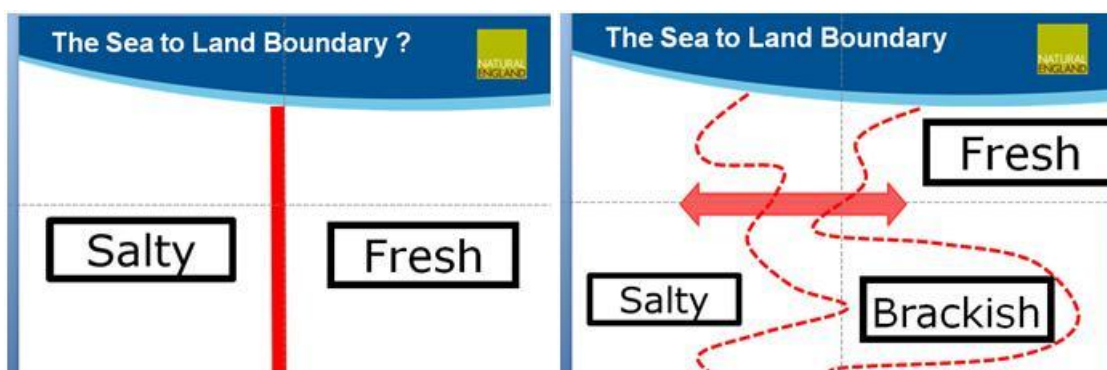 The Sea to Land Boundary ?
NATURAL
ENGLAND
Salty
Fresh
The Sea to Land Boundary
NATURAL
ENGLAND
Fresh
Salty
Brackish